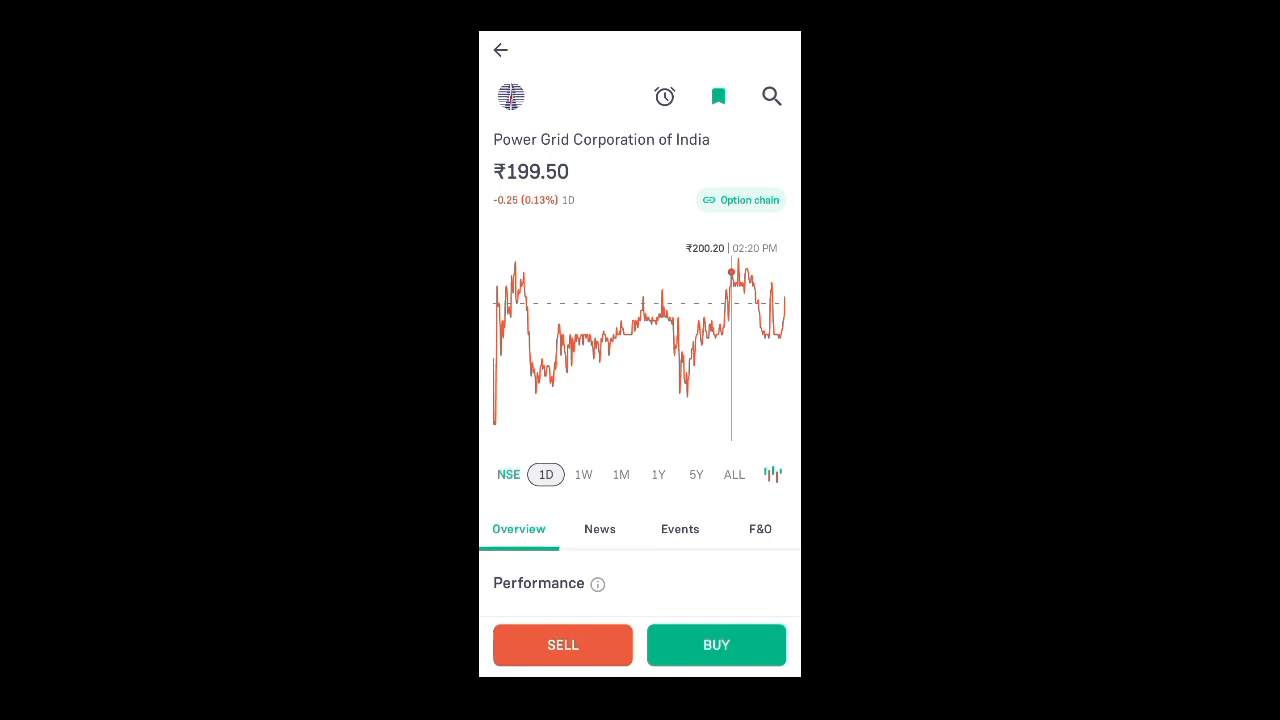 Power Grid Corporation of India
₹199.50
-0.25 (0.13%) 1D
Option chain
₹200.20 | 02:20 PM
NSE 1D 1W 1M 1Y 5Y ALL
Overview News Events F&O
Performance
SELL BUY